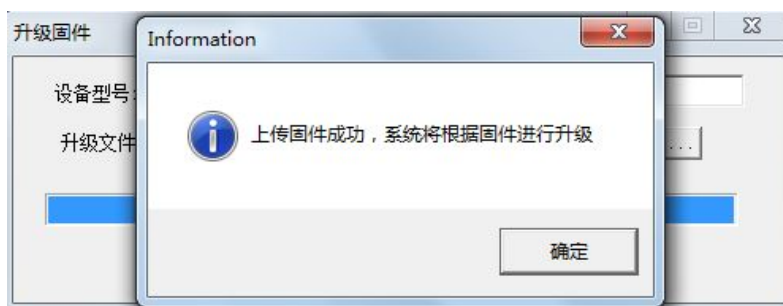 升级固件
Information
设备型号:
升级文件
上传固件成功，系统将根据固件进行升级
...
确定